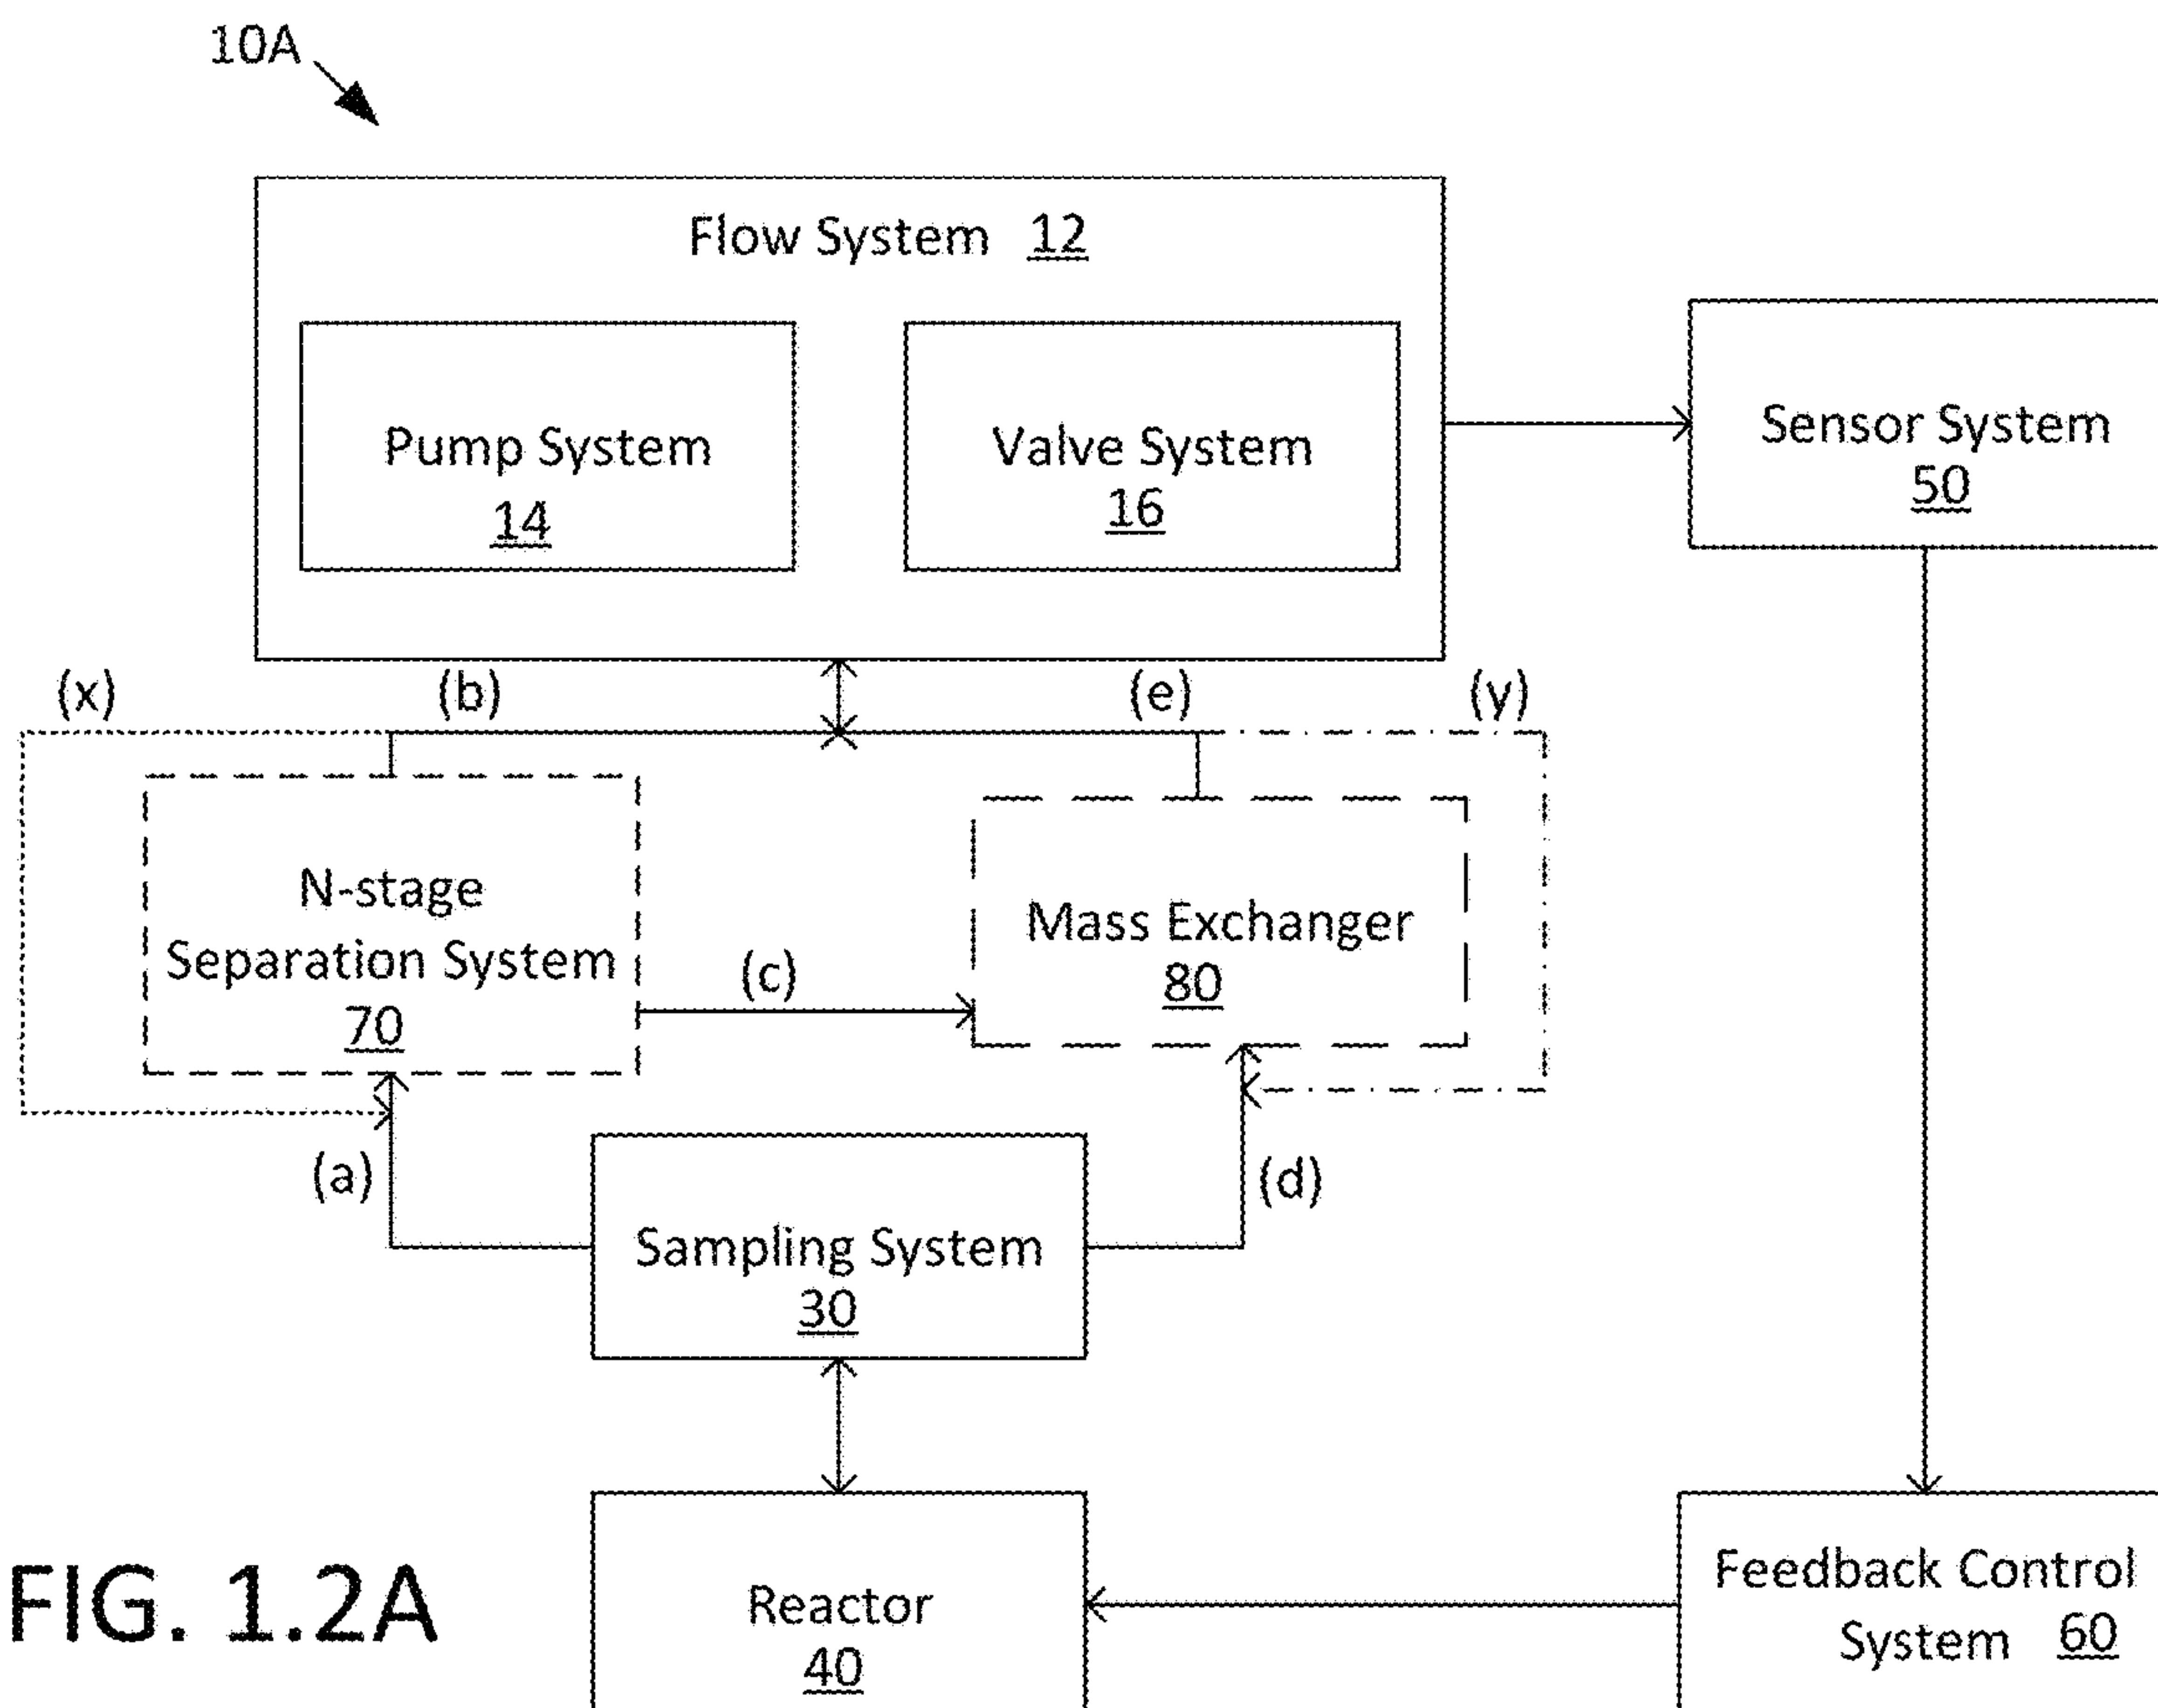 10A
Flow System 12
Pump System
14
Valve System
16
Sensor System
50
(x)
(b)
(e)
(y)
N-stage
Separation System
70
(c)
Mass Exchanger
80
(a)
(d)
Sampling System
30
Reactor
40
Feedback Control
System 60
FIG. 1.2A